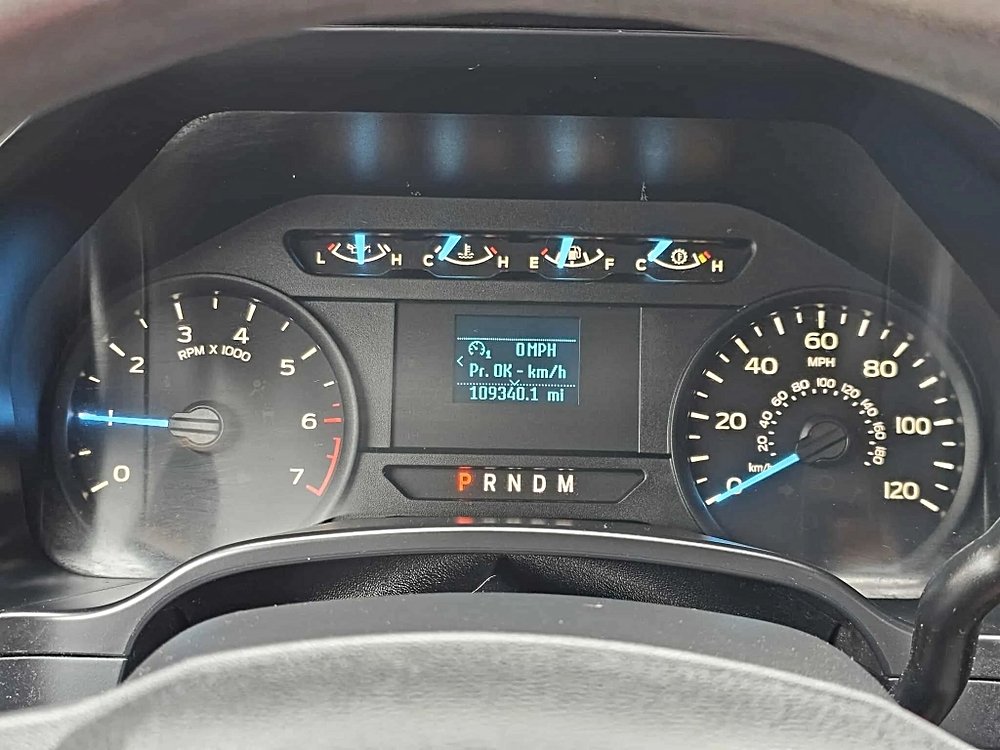 L H C H E F C H
0 1 2 3 4 5 6 7
RPM X 1000
0 MPH
Pr. OK - km/h
109340.1 mi
P R N D M
0 20 40 60 80 100 120
MPH
20 40 60 80 100 120 140 160 180
km/h